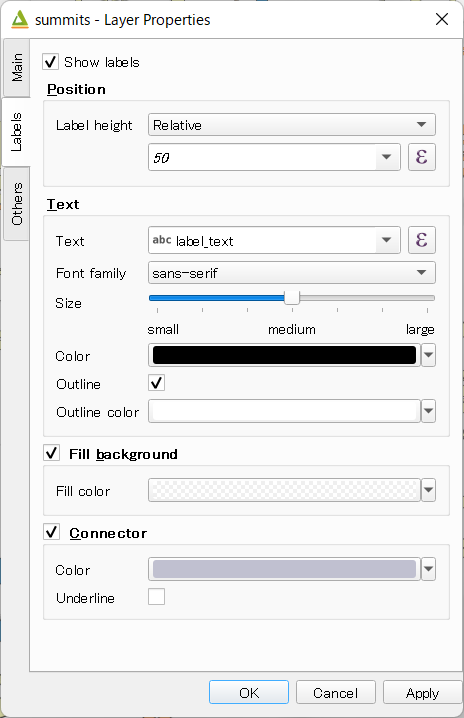 summits - Layer Properties
Main
Labels
Others
Show labels
Position
Label height
Relative
50
ε
Text
Text
abc label_text
ε
Font family
sans-serif
Size
small medium large
Color
Outline
Outline color
Fill background
Fill color
Connector
Color
Underline
OK Cancel Apply